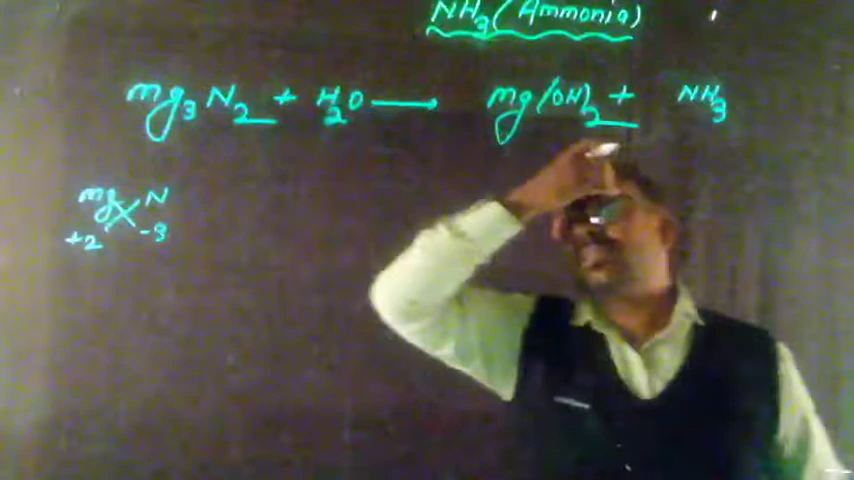 NH₃ (Ammonia)
mg₃N₂ + H₂O → mg(OH)₂ + NH₃
mg N
+2 -3